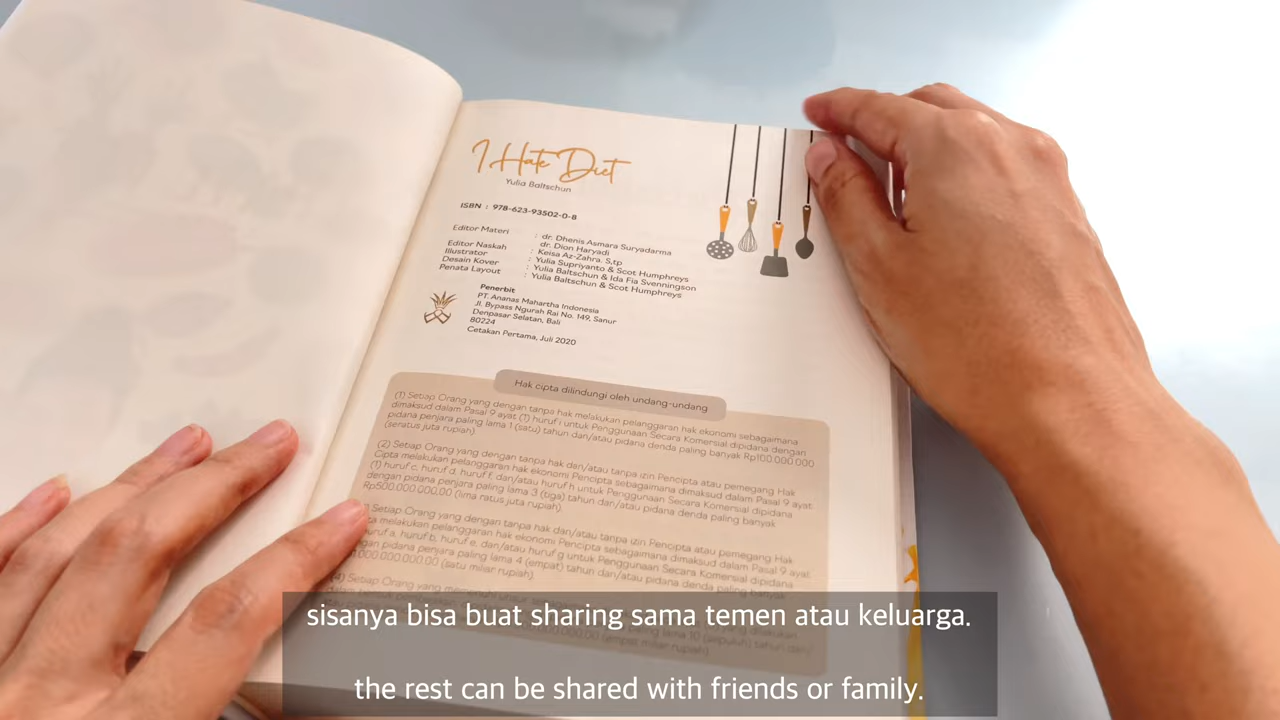 I Hate Diet
Yulia Baltschun
ISBN : 978-623-93502-0-8
Editor Materi : dr. Dhenis Asmara Suryadarma
dr. Dion Haryadi
Editor Naskah : Keisa Az-Zahra. S,tp
Illustrator : Yulia Supriyanto & Scot Humphreys
Desain Kover : Yulia Baltschun & Ida Fia Svenningson
Penata Layout : Yulia Baltschun & Scot Humphreys
Penerbit
PT. Ananas Mahartha Indonesia
Jl. Bypass Ngurah Rai No. 149, Sanur
Denpasar Selatan, Bali
80224
Cetakan Pertama, Juli 2020
Hak cipta dilindungi oleh undang-undang
(1) Setiap Orang yang dengan tanpa hak melakukan pelanggaran hak ekonomi sebagaimana
dimaksud dalam Pasal 9 ayat (1) huruf i untuk Penggunaan Secara Komersial dipidana dengan
pidana penjara paling lama 1 (satu) tahun dan/atau pidana denda paling banyak Rp100.000.000
(seratus juta rupiah).
(2) Setiap Orang yang dengan tanpa hak dan/atau tanpa izin Pencipta atau pemegang Hak
Cipta melakukan pelanggaran hak ekonomi Pencipta sebagaimana dimaksud dalam Pasal 9 ayat
(1) huruf c, huruf d, huruf f, dan/atau huruf h untuk Penggunaan Secara Komersial dipidana
dengan pidana penjara paling lama 3 (tiga) tahun dan/atau pidana denda paling banyak
Rp500.000.000,00 (lima ratus juta rupiah).
Setiap Orang yang dengan tanpa hak dan/atau tanpa izin Pencipta atau pemegang Hak
melakukan pelanggaran hak ekonomi Pencipta sebagaimana dimaksud dalam Pasal 9 ayat
huruf a, huruf b, huruf e, dan/atau huruf g untuk Penggunaan Secara Komersial dipidana
pidana penjara paling lama 4 (empat) tahun dan/atau pidana denda paling banyak
000.000.000,00 (satu miliar rupiah).
(4) Setiap Orang yang memenuhi unsur
sisanya bisa buat sharing sama temen atau keluarga.
the rest can be shared with friends or family.